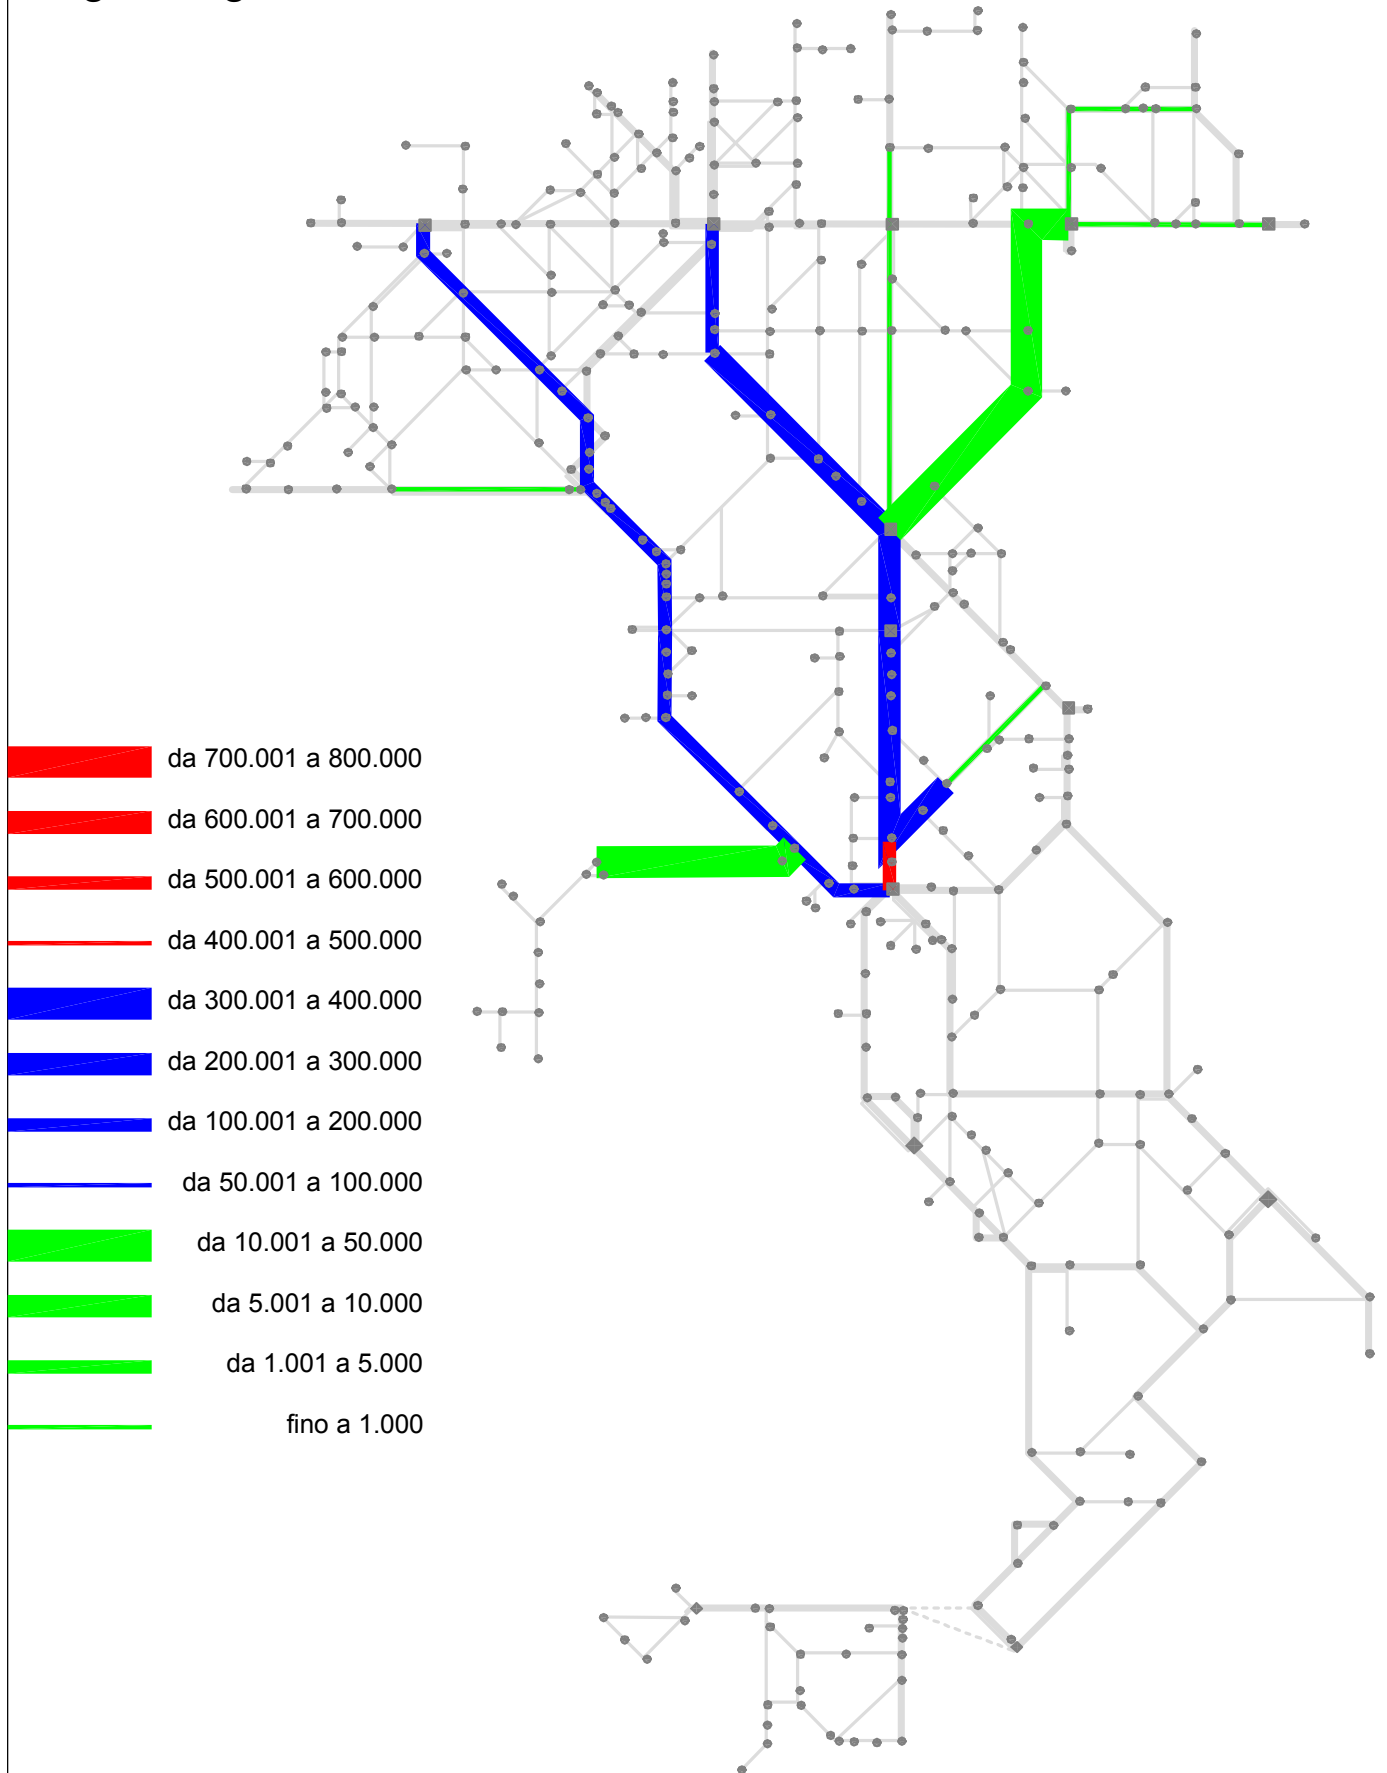 da 700.001 a 800.000
da 600.001 a 700.000
da 500.001 a 600.000
da 400.001 a 500.000
da 300.001 a 400.000
da 200.001 a 300.000
da 100.001 a 200.000
da 50.001 a 100.000
da 10.001 a 50.000
da 5.001 a 10.000
da 1.001 a 5.000
fino a 1.000